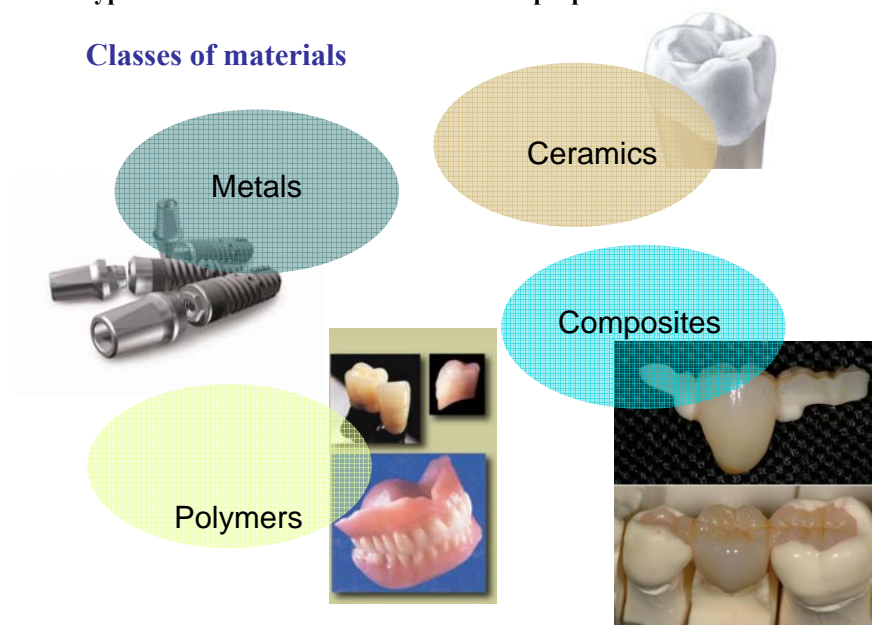 Classes of materials
Ceramics
Metals
Composites
Polymers